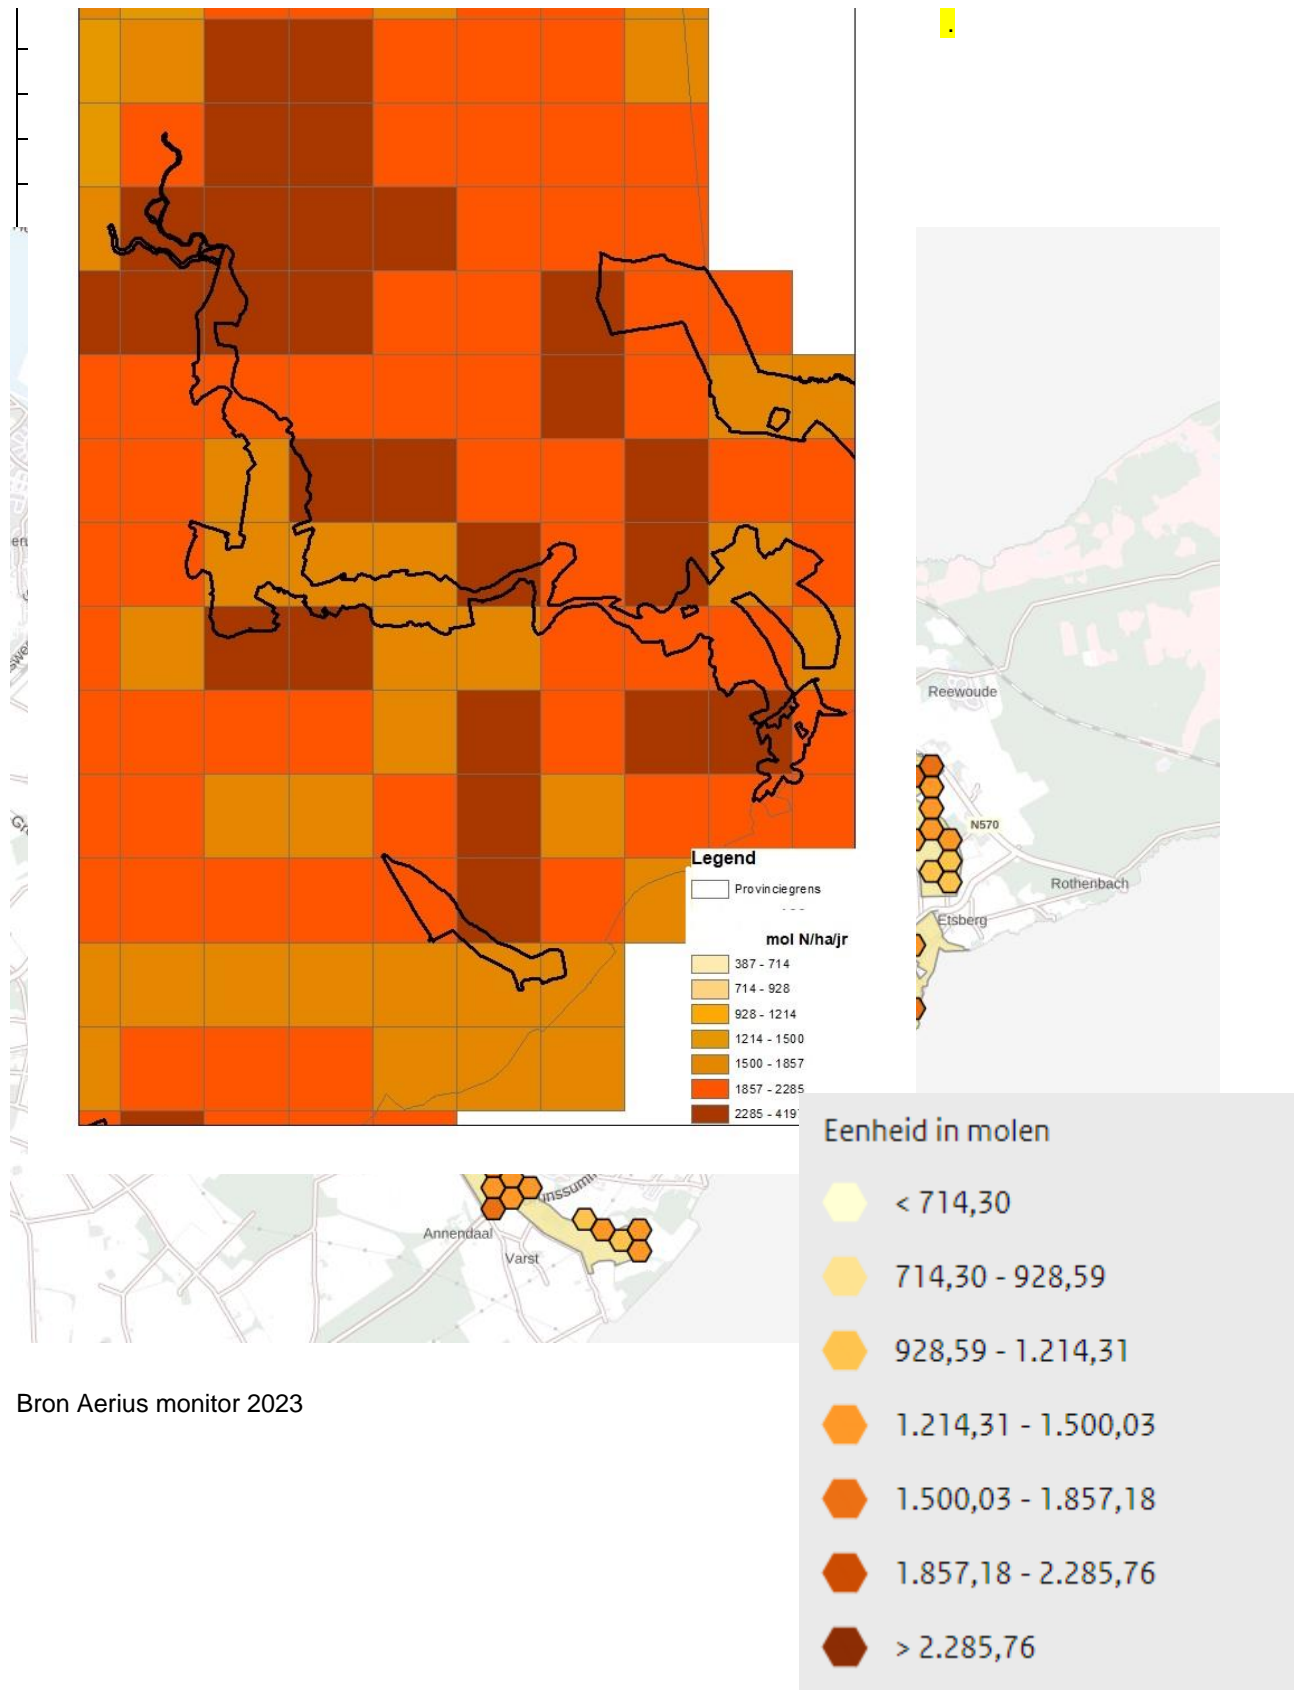 .
Reewoude
N570
Rothenbach
Etsberg
Legend
Provinciegrens
mol N/ha/jr
387 - 714
714 - 928
928 - 1214
1214 - 1500
1500 - 1857
1857 - 2285
2285 - 419
Annendaal
Varst
Eenheid in molen
< 714,30
714,30 - 928,59
928,59 - 1.214,31
1.214,31 - 1.500,03
1.500,03 - 1.857,18
1.857,18 - 2.285,76
> 2.285,76
Bron Aerius monitor 2023